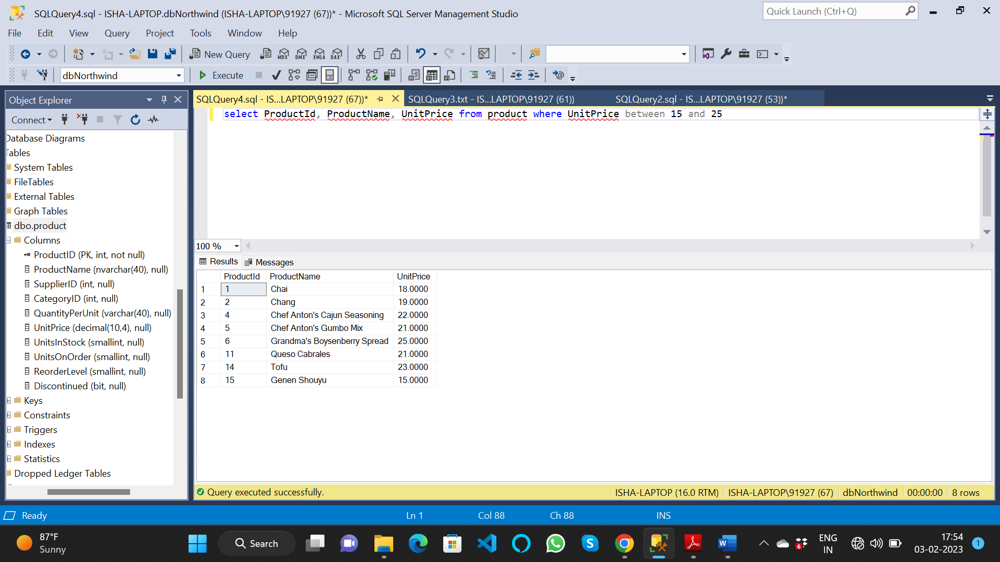 SQLQuery4.sql - ISHA-LAPTOP.dbNorthwind (ISHA-LAPTOP\91927 (67))* - Microsoft SQL Server Management Studio
Quick Launch (Ctrl+Q)
File Edit View Query Project Tools Window Help
New Query MDX DMX XMLA DAX
dbNorthwind Execute
Object Explorer
Connect
Database Diagrams
Tables
System Tables
FileTables
External Tables
Graph Tables
dbo.product
Columns
ProductID (PK, int, not null)
ProductName (nvarchar(40), null)
SupplierID (int, null)
CategoryID (int, null)
QuantityPerUnit (varchar(40), null)
UnitPrice (decimal(10,4), null)
UnitsInStock (smallint, null)
UnitsOnOrder (smallint, null)
ReorderLevel (smallint, null)
Discontinued (bit, null)
Keys
Constraints
Triggers
Indexes
Statistics
Dropped Ledger Tables
SQLQuery4.sql - IS...LAPTOP\91927 (67))* SQLQuery3.txt - IS...LAPTOP\91927 (61)) SQLQuery2.sql - IS...LAPTOP\91927 (53))*
select ProductId, ProductName, UnitPrice from product where UnitPrice between 15 and 25
100 %
Results Messages
ProductId ProductName UnitPrice
1 1 Chai 18.0000
2 2 Chang 19.0000
3 4 Chef Anton's Cajun Seasoning 22.0000
4 5 Chef Anton's Gumbo Mix 21.0000
5 6 Grandma's Boysenberry Spread 25.0000
6 11 Queso Cabrales 21.0000
7 14 Tofu 23.0000
8 15 Genen Shouyu 15.0000
Query executed successfully. ISHA-LAPTOP (16.0 RTM) ISHA-LAPTOP\91927 (67) dbNorthwind 00:00:00 8 rows
Ready Ln 1 Col 88 Ch 88 INS
87°F
Sunny
Search
6
ENG
IN
17:54
03-02-2023
1